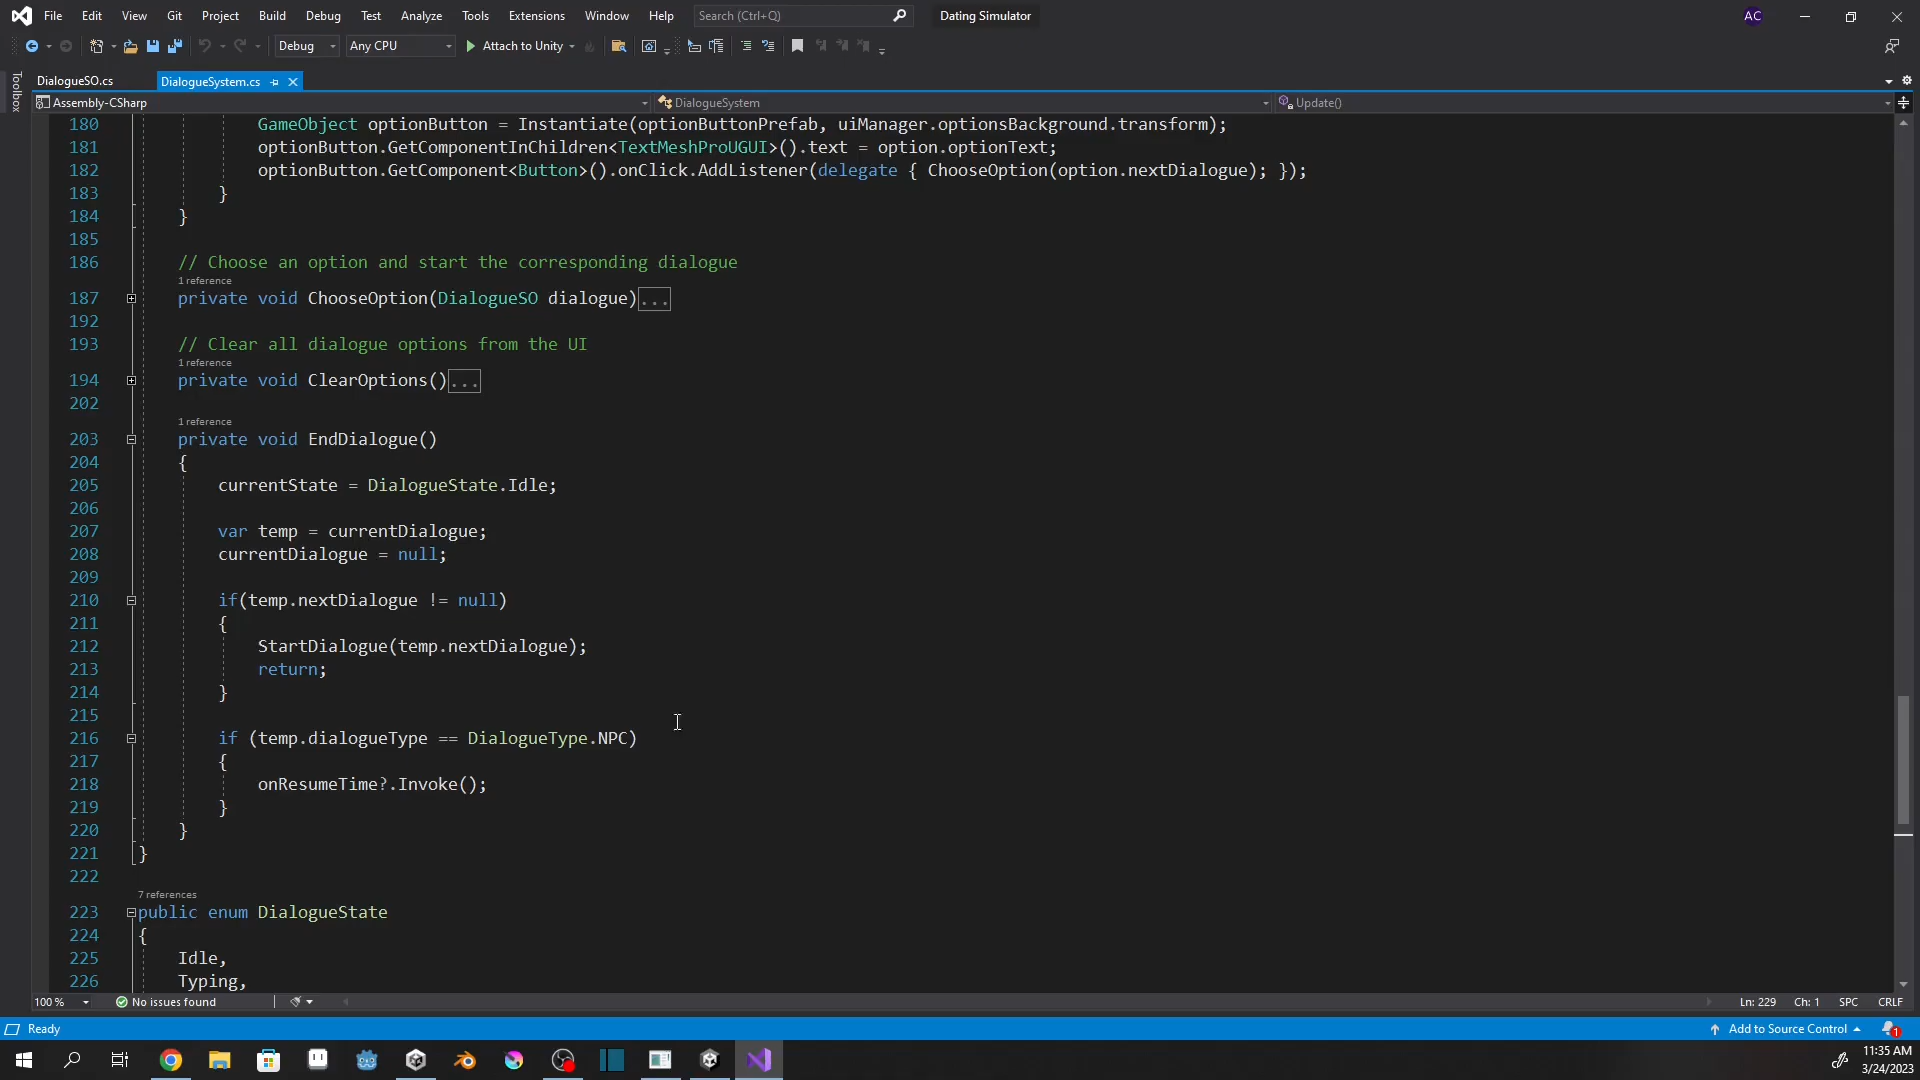 File Edit View Git Project Build Debug Test Analyze Tools Extensions Window Help Search (Ctrl+Q) Dating Simulator AC
Debug Any CPU Attach to Unity
Toolbox
DialogueSO.cs DialogueSystem.cs
Assembly-CSharp DialogueSystem Update()
180 GameObject optionButton = Instantiate(optionButtonPrefab, uiManager.optionsBackground.transform);
181 optionButton.GetComponentInChildren<TextMeshProUGUI>().text = option.optionText;
182 optionButton.GetComponent<Button>().onClick.AddListener(delegate { ChooseOption(option.nextDialogue); });
183 }
184 }
185
186 // Choose an option and start the corresponding dialogue
1 reference
187 private void ChooseOption(DialogueSO dialogue)...
192
193 // Clear all dialogue options from the UI
1 reference
194 private void ClearOptions()...
202
1 reference
203 private void EndDialogue()
204 {
205 currentState = DialogueState.Idle;
206
207 var temp = currentDialogue;
208 currentDialogue = null;
209
210 if(temp.nextDialogue != null)
211 {
212 StartDialogue(temp.nextDialogue);
213 return;
214 }
215
216 if (temp.dialogueType == DialogueType.NPC)
217 {
218 onResumeTime?.Invoke();
219 }
220 }
221 }
222
7 references
223 public enum DialogueState
224 {
225 Idle,
226 Typing,
100 % No issues found Ln: 229 Ch: 1 SPC CRLF
Ready Add to Source Control 1
11:35 AM
3/24/2023